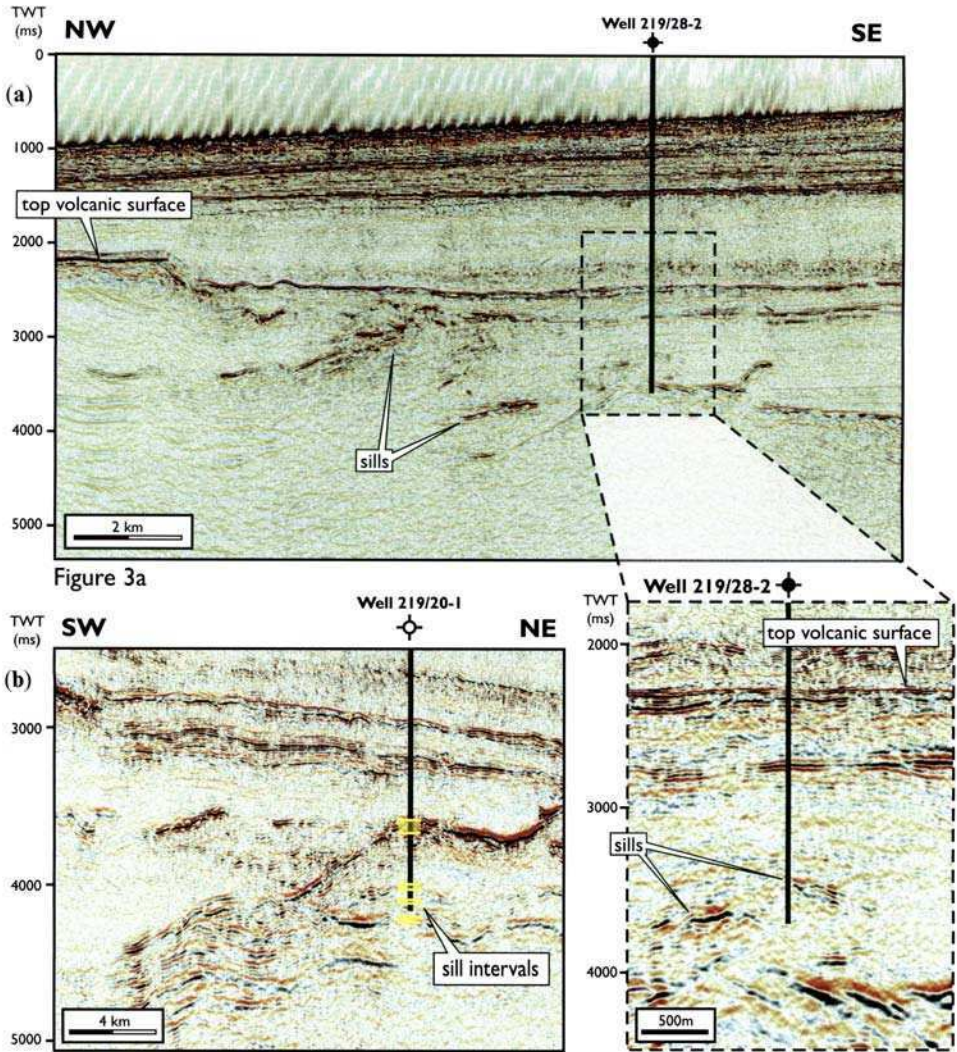 TWT
(ms)
NW
Well 219/28-2
SE
0
(a)
1000
top volcanic surface
2000
3000
4000
sills
5000
2 km
Figure 3a
Well 219/20-1
TWT
(ms)
SW
NE
(b)
3000
4000
sill intervals
4 km
5000
Well 219/28-2
TWT
(ms)
top volcanic surface
2000
3000
sills
4000
500m